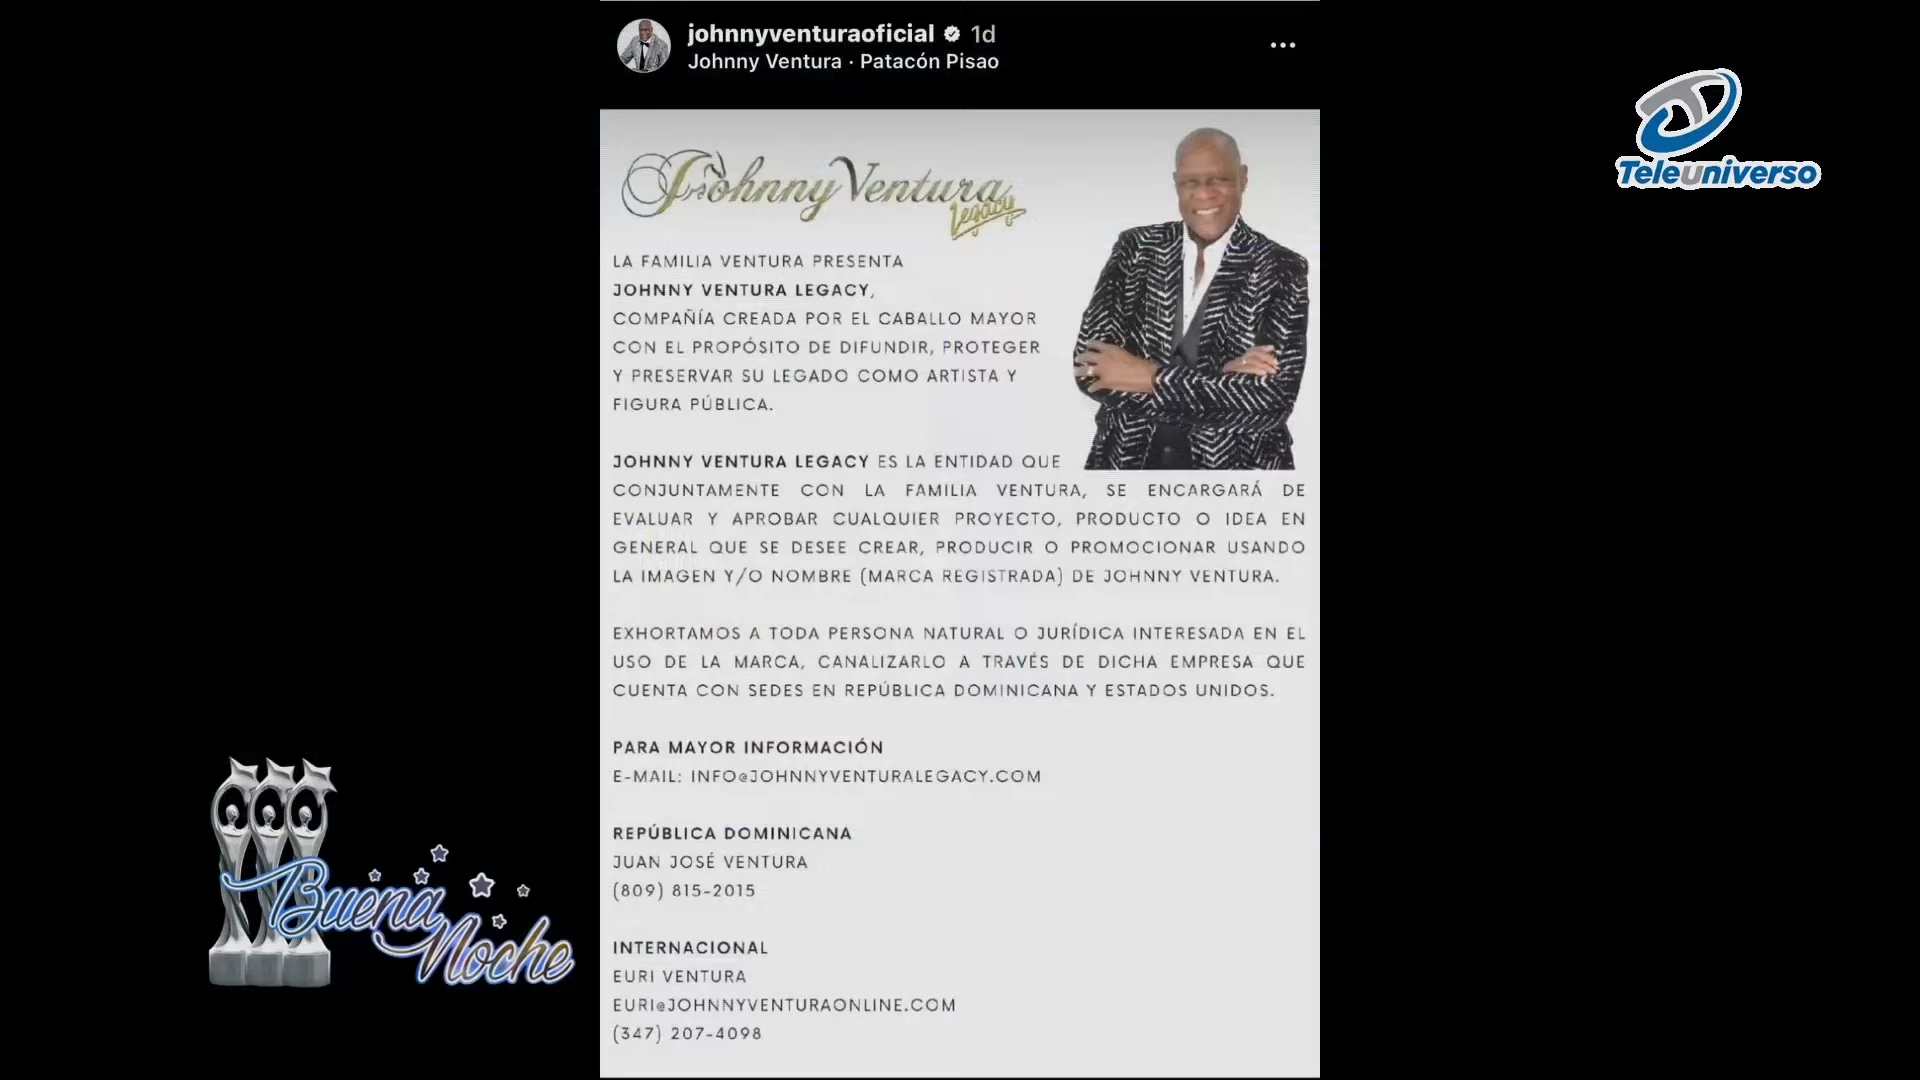 johnnyventuraoficial 1d
Johnny Ventura · Patacón Pisao
Teleuniverso
Johnny Ventura
Legacy
LA FAMILIA VENTURA PRESENTA
JOHNNY VENTURA LEGACY,
COMPAÑÍA CREADA POR EL CABALLO MAYOR
CON EL PROPÓSITO DE DIFUNDIR, PROTEGER
Y PRESERVAR SU LEGADO COMO ARTISTA Y
FIGURA PÚBLICA.
JOHNNY VENTURA LEGACY ES LA ENTIDAD QUE
CONJUNTAMENTE CON LA FAMILIA VENTURA, SE ENCARGARÁ DE
EVALUAR Y APROBAR CUALQUIER PROYECTO, PRODUCTO O IDEA EN
GENERAL QUE SE DESEE CREAR, PRODUCIR O PROMOCIONAR USANDO
LA IMAGEN Y/O NOMBRE (MARCA REGISTRADA) DE JOHNNY VENTURA.
EXHORTAMOS A TODA PERSONA NATURAL O JURÍDICA INTERESADA EN EL
USO DE LA MARCA, CANALIZARLO A TRAVÉS DE DICHA EMPRESA QUE
CUENTA CON SEDES EN REPÚBLICA DOMINICANA Y ESTADOS UNIDOS.
PARA MAYOR INFORMACIÓN
E-MAIL: INFO@JOHNNYVENTURALEGACY.COM
REPÚBLICA DOMINICANA
JUAN JOSÉ VENTURA
(809) 815-2015
INTERNACIONAL
EURI VENTURA
EURI@JOHNNYVENTURAONLINE.COM
(347) 207-4098
Buena
Noche